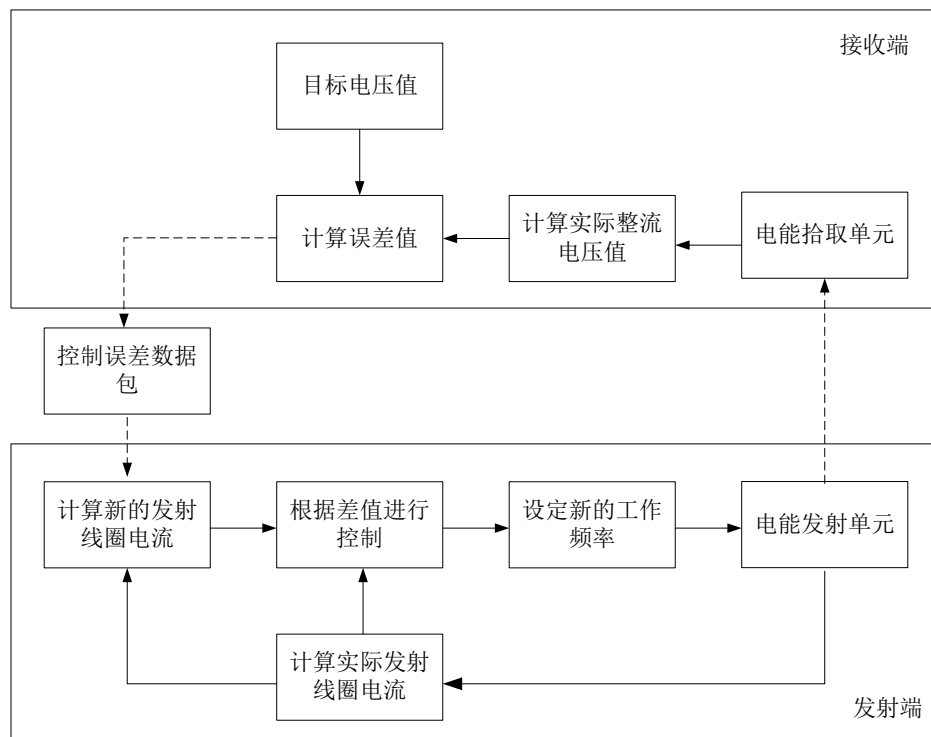 接收端
目标电压值
计算误差值
计算实际整流
电压值
电能拾取单元
控制误差数据
包
计算新的发射
线圈电流
根据差值进行
控制
设定新的工作
频率
电能发射单元
计算实际发射
线圈电流
发射端